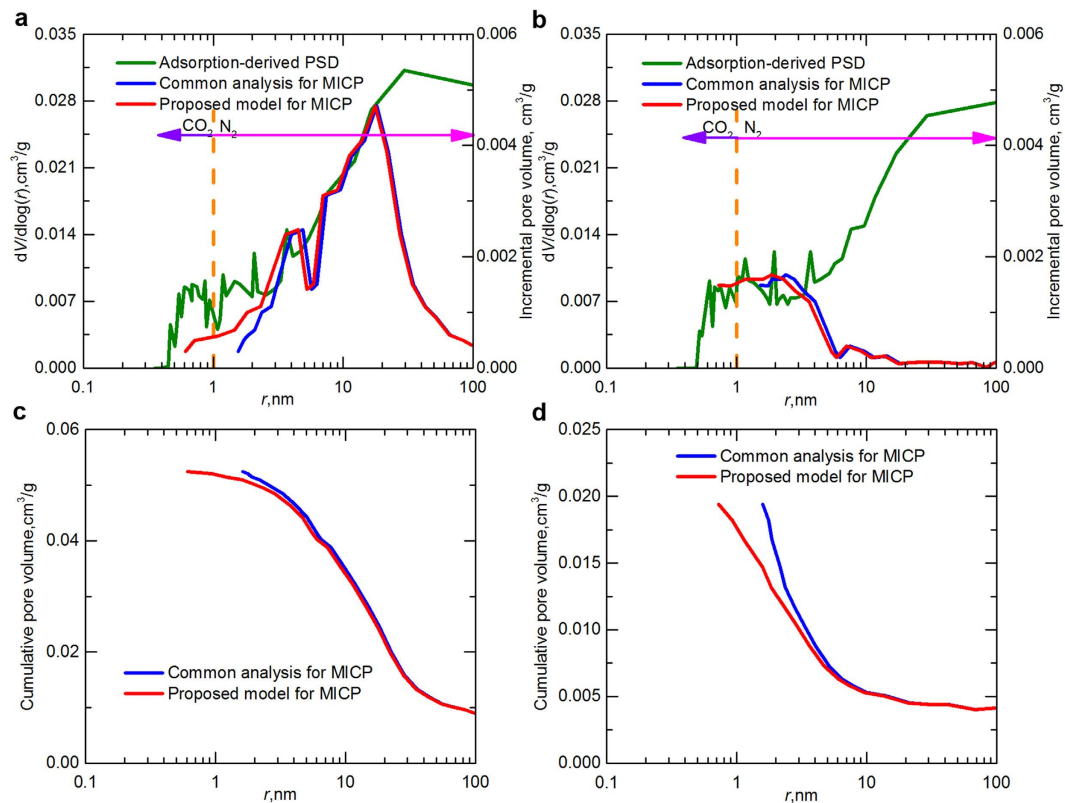 a
0.035
0.028
0.021
0.014
0.007
0.000
dV/dlog(r),cm³/g
0.006
0.004
0.002
0.000
Incremental pore volume, cm³/g
Adsorption-derived PSD
Common analysis for MICP
Proposed model for MICP
CO₂ N₂
0.1 1 10 100
r,nm
b
0.035
0.028
0.021
0.014
0.007
0.000
dV/dlog(r),cm³/g
0.006
0.004
0.002
0.000
Incremental pore volume, cm³/g
Adsorption-derived PSD
Common analysis for MICP
Proposed model for MICP
CO₂ N₂
0.1 1 10 100
r,nm
c
0.06
0.04
0.02
0.00
Cumulative pore volume,cm³/g
Common analysis for MICP
Proposed model for MICP
0.1 1 10 100
r,nm
d
0.025
0.020
0.015
0.010
0.005
0.000
Cumulative pore volume,cm³/g
Common analysis for MICP
Proposed model for MICP
0.1 1 10 100
r,nm